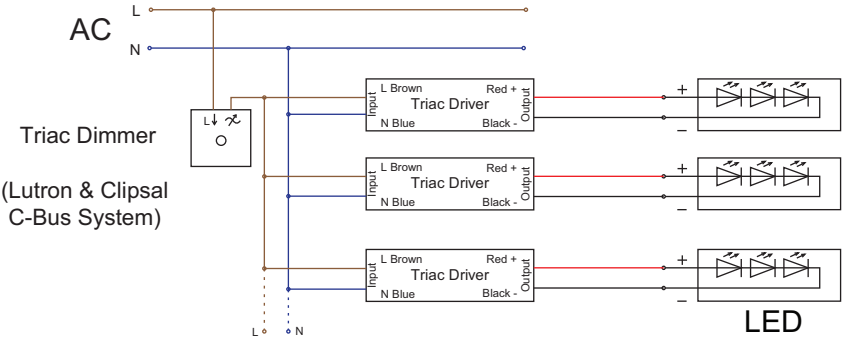 L
AC
N
L Brown Red +
Input Triac Driver Output
N Blue Black -
+
−
L
Triac Dimmer
(Lutron & Clipsal
C-Bus System)
L Brown Red +
Input Triac Driver Output
N Blue Black -
+
−
L Brown Red +
Input Triac Driver Output
N Blue Black -
+
−
LED
L N